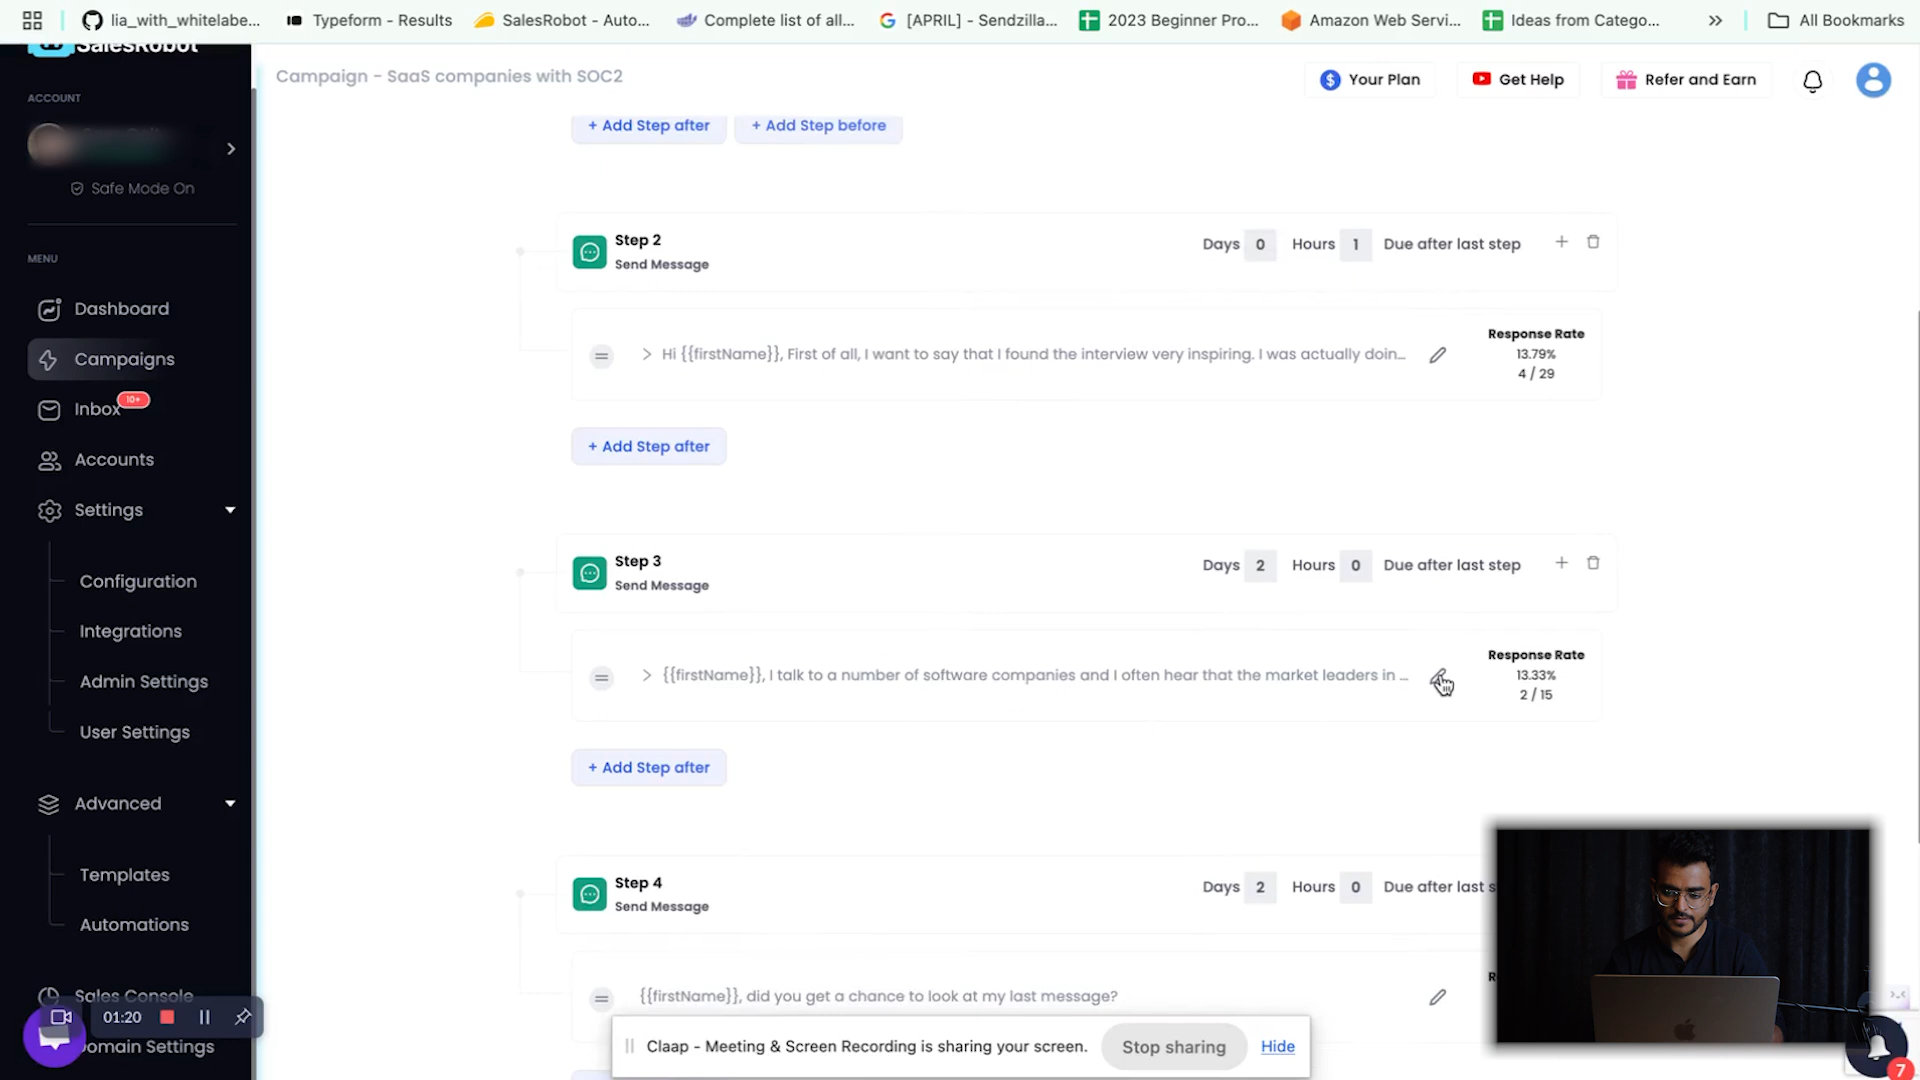 lia_with_whitelabe...
Typeform - Results
SalesRobot - Auto...
Complete list of all...
[APRIL] - Sendzilla...
2023 Beginner Pro...
Amazon Web Servi...
Ideas from Catego...
All Bookmarks
SalesRobot
Campaign - SaaS companies with SOC2
Your Plan
Get Help
Refer and Earn
ACCOUNT
Safe Mode On
MENU
Dashboard
Campaigns
Inbox
10+
Accounts
Settings
Configuration
Integrations
Admin Settings
User Settings
Advanced
Templates
Automations
Sales Console
01:20
Domain Settings
+ Add Step after
+ Add Step before
Step 2
Send Message
Days 0 Hours 1 Due after last step
Hi {{firstName}}, First of all, I want to say that I found the interview very inspiring. I was actually doin...
Response Rate
13.79%
4 / 29
+ Add Step after
Step 3
Send Message
Days 2 Hours 0 Due after last step
{{firstName}}, I talk to a number of software companies and I often hear that the market leaders in ...
Response Rate
13.33%
2 / 15
+ Add Step after
Step 4
Send Message
Days 2 Hours 0 Due after last s
{{firstName}}, did you get a chance to look at my last message?
R
Claap - Meeting & Screen Recording is sharing your screen.
Stop sharing
Hide
7